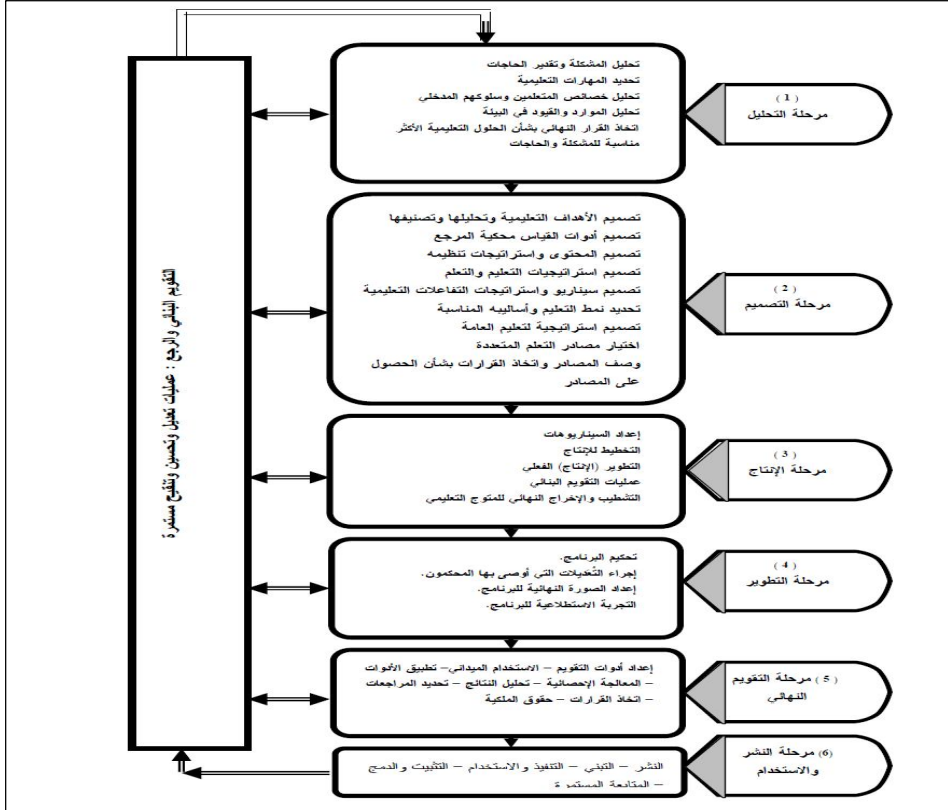 تحليل المشكلة وتقدير الحاجات
تحديد المهارات التعليمية
تحليل خصائص المتعلمين وسلوكهم المدخلي
تحليل الموارد والقيود في البيئة
اتخاذ القرار النهائي بشأن الحلول التعليمية الأكثر
مناسبة للمشكلة والحاجات
( 1 )
مرحلة التحليل
تصميم الأهداف التعليمية وتحليلها وتصنيفها
تصميم أدوات القياس محكية المرجع
تصميم المحتوى واستراتيجات تنظيمه
تصميم استراتيجيات التعليم والتعلم
تصميم سيناريو واستراتيجات التفاعلات التعليمية
تحديد نمط التعليم وأساليبه المناسبة
تصميم استراتيجية لتعليم العامة
اختيار مصادر التعلم المتعددة
وصف المصادر واتخاذ القرارات بشأن الحصول
على المصادر
( 2 )
مرحلة التصميم
إعداد السيناريوهات
التخطيط للإنتاج
التطوير (الإنتاج) الفعلي
عمليات التقويم البنائي
التشطيب والإخراج النهائي للمتوج التعليمي
( 3 )
مرحلة الإنتاج
تحكيم البرنامج.
إجراء التعديلات التي أوصى بها المحكمون.
إعداد الصورة النهائية للبرنامج.
التجربة الاستطلاعية للبرنامج.
( 4 )
مرحلة التطوير
إعداد أدوات التقويم – الاستخدام الميداني– تطبيق الأدوات
– المعالجة الإحصائية – تحليل النتائج – تحديد المراجعات
– اتخاذ القرارات – حقوق الملكية
( 5 ) مرحلة التقويم
النهائي
النشر – التبني – التنفيذ والاستخدام – التثبيت والدمج
– المتابعة المستمرة
(6) مرحلة النشر
والاستخدام
التقويم البنائي والرجع : عمليات تعديل وتحسين وتنقيح مستمرة